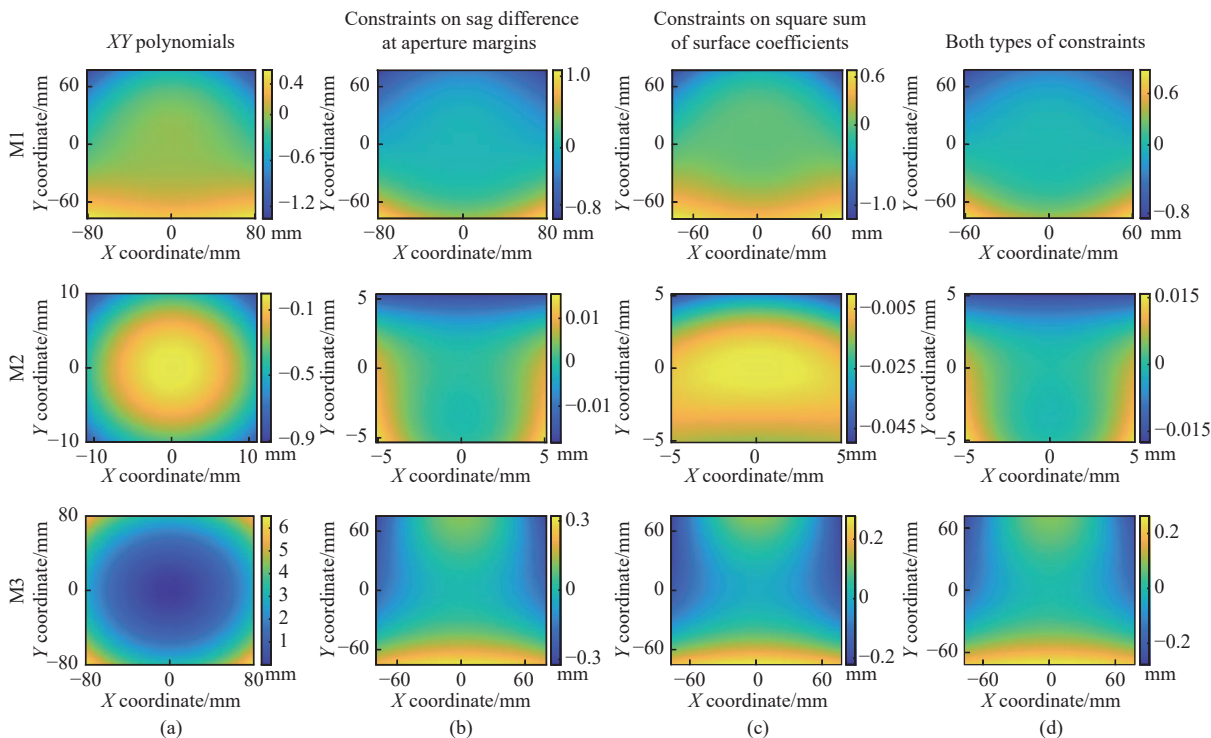 XY polynomials
Constraints on sag difference
at aperture margins
Constraints on square sum
of surface coefficients
Both types of constraints
M1
Y coordinate/mm
60
0
−60
−80
0
80
X coordinate/mm
0.4
0
−0.6
−1.2
mm
Y coordinate/mm
60
0
−60
−60
0
60
X coordinate/mm
1.0
0
−0.8
mm
Y coordinate/mm
60
0
−60
−60
0
60
X coordinate/mm
0.6
0
−1.0
mm
Y coordinate/mm
60
0
−60
−60
0
60
X coordinate/mm
0.6
0
−0.8
mm
M2
Y coordinate/mm
10
0
−10
−10
0
10
X coordinate/mm
−0.1
−0.5
−0.9
mm
Y coordinate/mm
5
0
−5
−5
0
5
X coordinate/mm
0.01
0
−0.01
mm
Y coordinate/mm
5
0
−5
−5
0
5
X coordinate/mm
−0.005
−0.025
−0.045
mm
Y coordinate/mm
5
0
−5
−5
0
5
X coordinate/mm
0.015
0
−0.015
mm
M3
Y coordinate/mm
80
0
−80
−80
0
80
X coordinate/mm
6
5
4
3
2
1
mm
(a)
Y coordinate/mm
60
0
−60
−60
0
60
X coordinate/mm
0.3
0
−0.3
mm
(b)
Y coordinate/mm
60
0
−60
−60
0
60
X coordinate/mm
0.2
0
−0.2
mm
(c)
Y coordinate/mm
60
0
−60
−60
0
60
X coordinate/mm
0.2
0
−0.2
mm
(d)